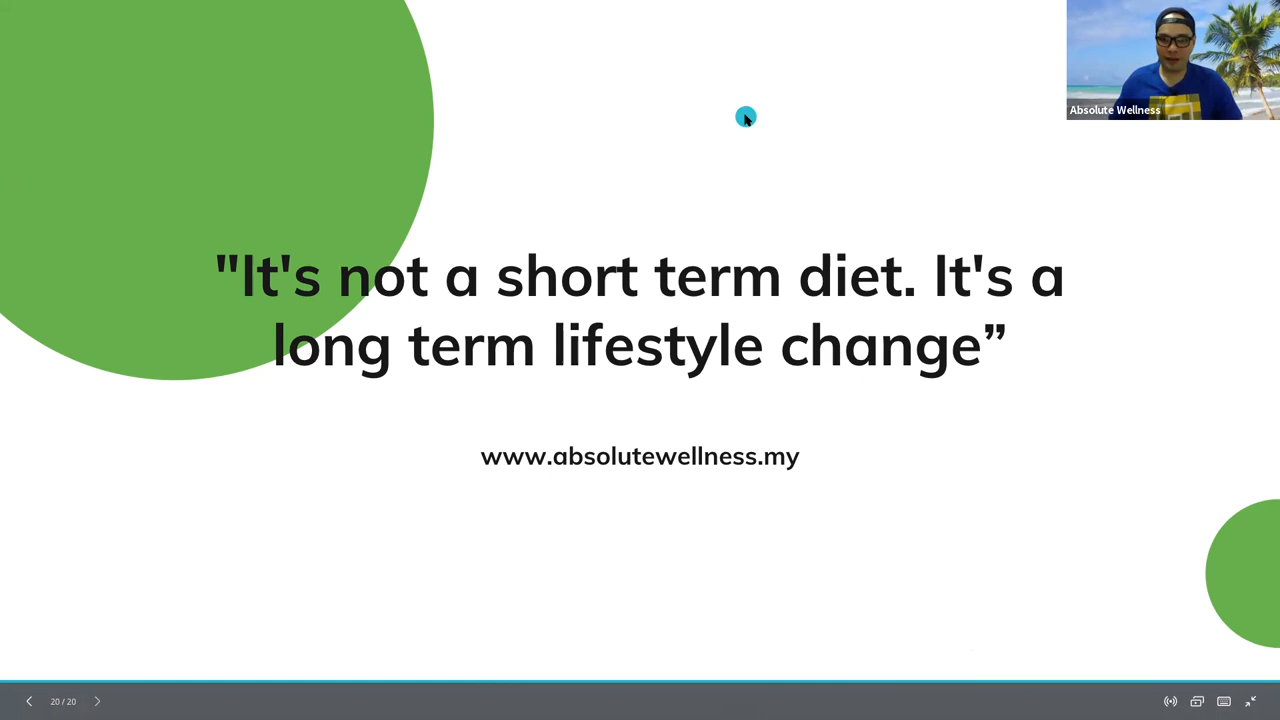 Absolute Wellness
"It's not a short term diet. It's a
long term lifestyle change”
www.absolutewellness.my
20 / 20